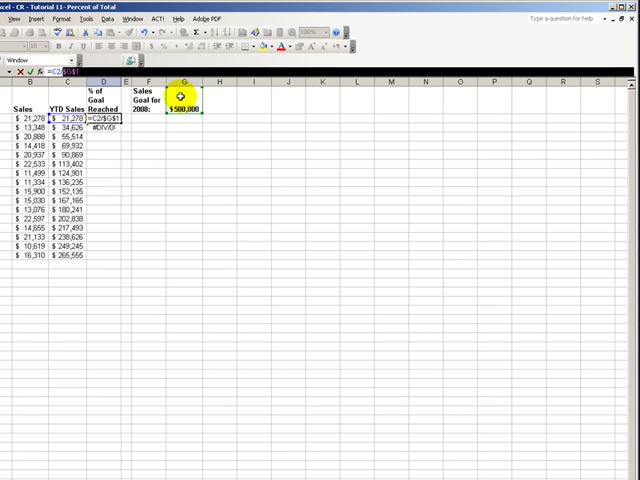 Excel - CR - Tutorial 11- Percent of Total
View Insert Format Tools Data Window ACT! Help Adobe PDF
Type a question for help
10 B I U
100%
Window
=C2/$G$1
B C D E F G H I J K L M N O P Q R S
Sales YTD Sales % of Goal Reached Sales Goal for 2008: $500,000
$ 21,278 $ 21,278 =C2/$G$1
$ 13,348 $ 34,626 #DIV/0!
$ 20,888 $ 55,514
$ 14,418 $ 69,932
$ 20,937 $ 90,869
$ 22,533 $ 113,402
$ 11,499 $ 124,901
$ 11,334 $ 136,235
$ 15,900 $ 152,135
$ 15,030 $ 167,165
$ 13,076 $ 180,241
$ 22,597 $ 202,838
$ 14,655 $ 217,493
$ 21,133 $ 238,626
$ 10,619 $ 249,245
$ 16,310 $ 265,555